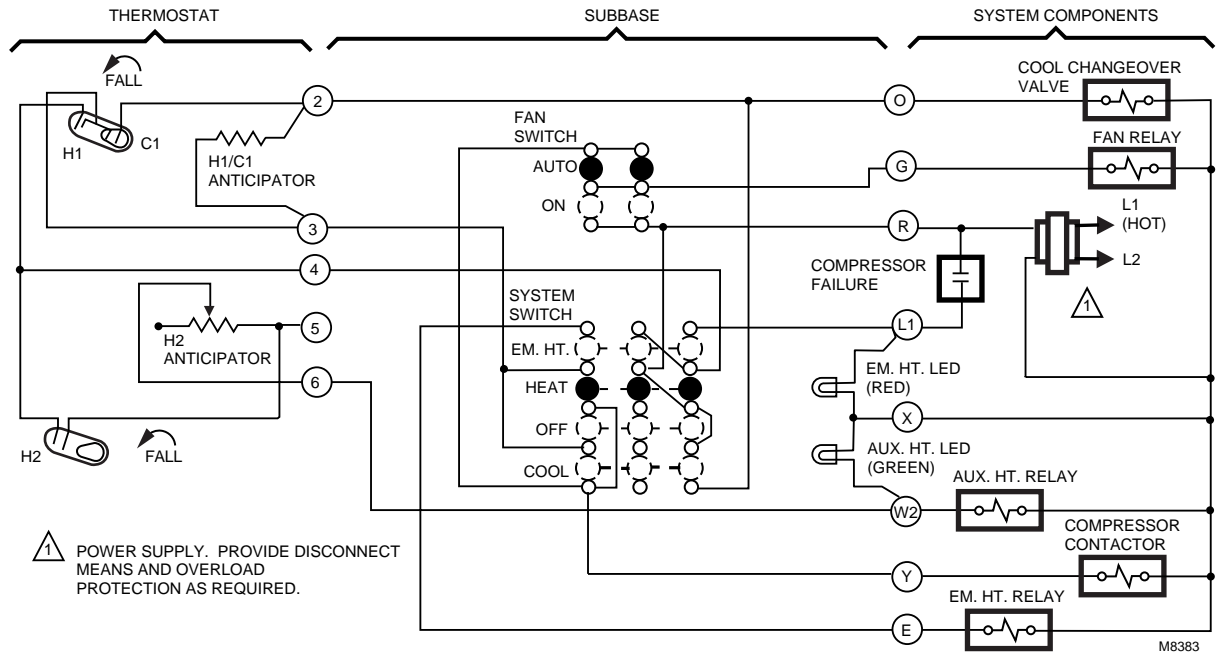 THERMOSTAT
SUBBASE
SYSTEM COMPONENTS
FALL
H1
C1
2
H1/C1
ANTICIPATOR
3
4
5
H2
ANTICIPATOR
6
H2
FALL
FAN
SWITCH
AUTO
ON
SYSTEM
SWITCH
EM. HT.
HEAT
OFF
COOL
O
G
R
COMPRESSOR
FAILURE
L1
EM. HT. LED
(RED)
X
AUX. HT. LED
(GREEN)
W2
Y
E
COOL CHANGEOVER
VALVE
FAN RELAY
L1
(HOT)
L2
1
AUX. HT. RELAY
COMPRESSOR
CONTACTOR
EM. HT. RELAY
1
POWER SUPPLY. PROVIDE DISCONNECT
MEANS AND OVERLOAD
PROTECTION AS REQUIRED.
M8383